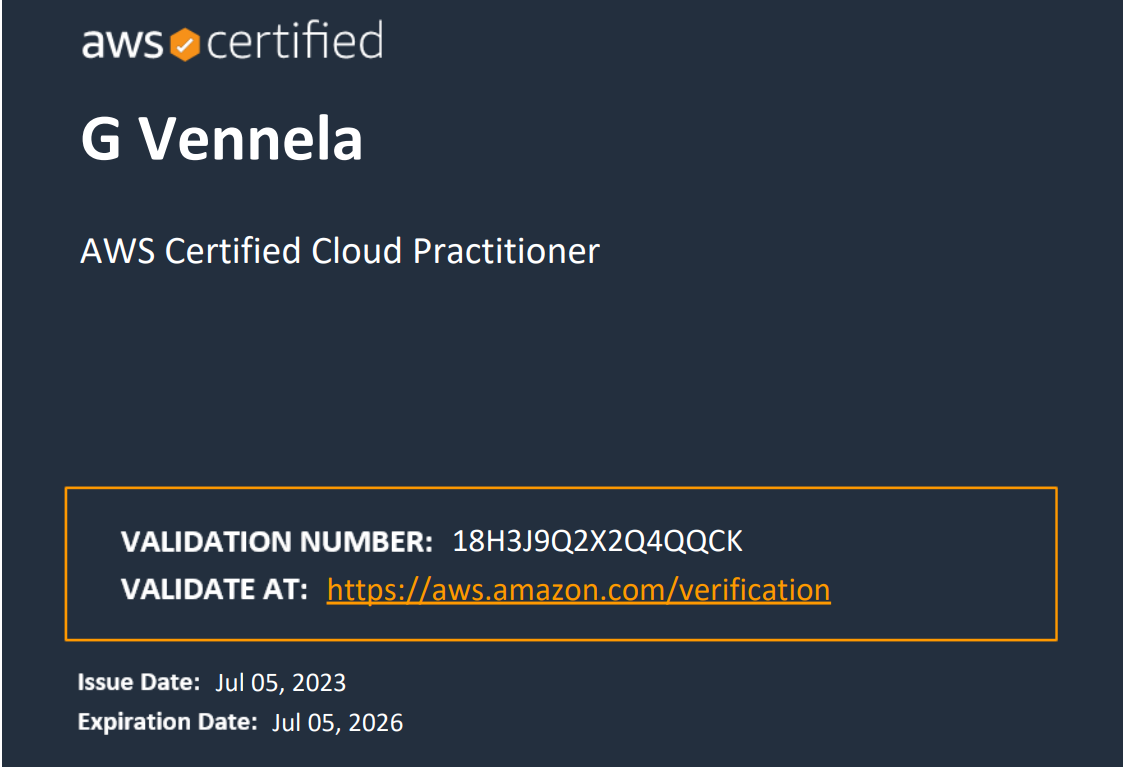 aws certified
G Vennela
AWS Certified Cloud Practitioner
VALIDATION NUMBER: 18H3J9Q2X2Q4QQCK
VALIDATE AT: https://aws.amazon.com/verification
Issue Date: Jul 05, 2023
Expiration Date: Jul 05, 2026